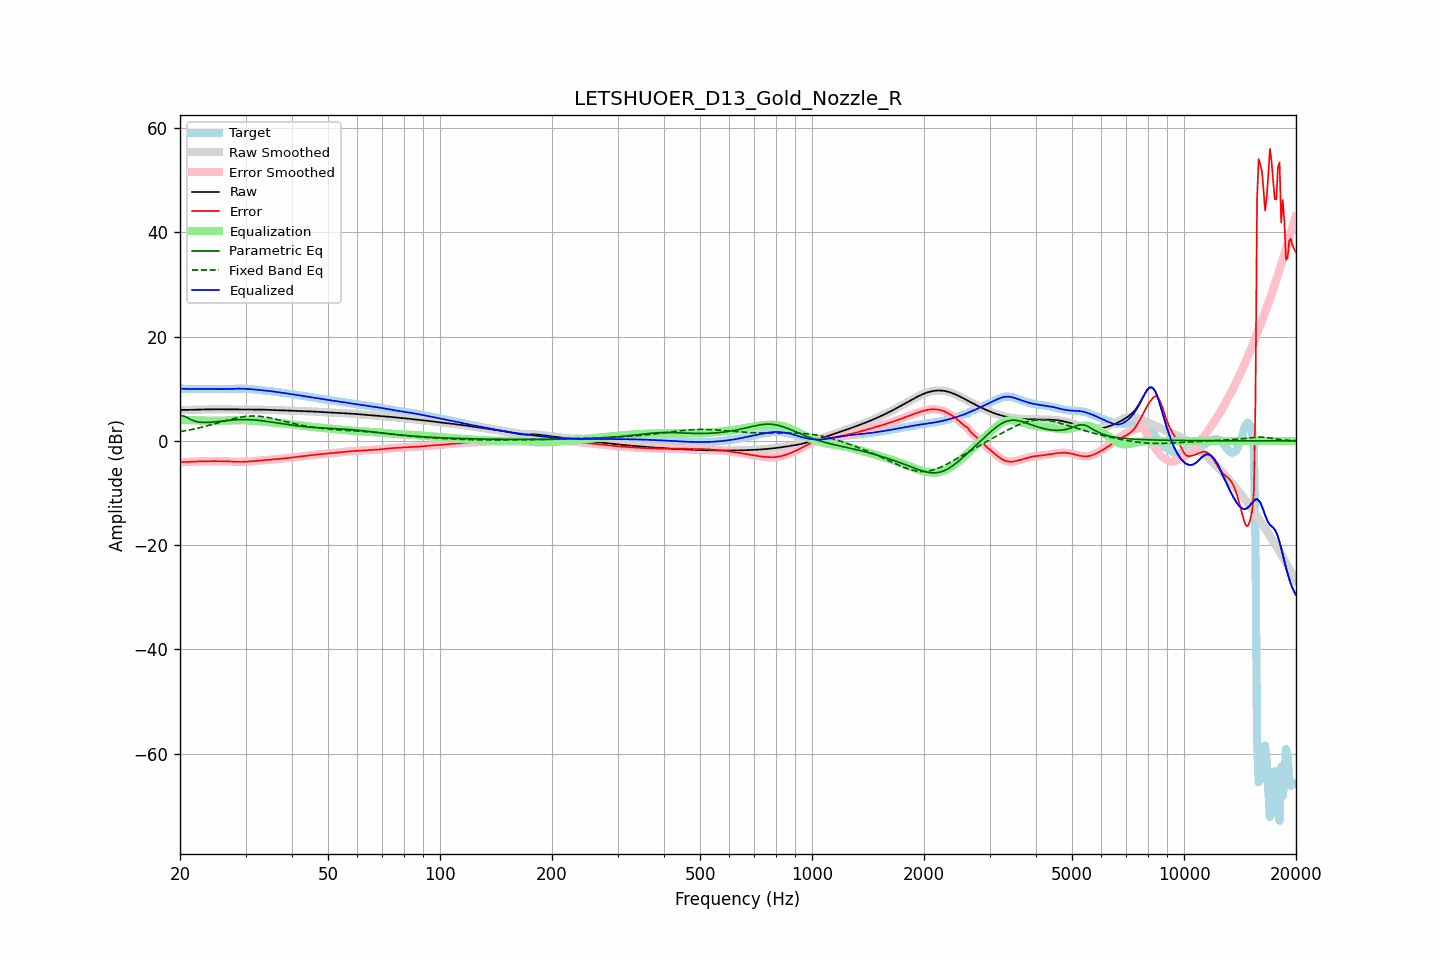 LETSHUOER_D13_Gold_Nozzle_R
Target
Raw Smoothed
Error Smoothed
Raw
Error
Equalization
Parametric Eq
Fixed Band Eq
Equalized
Amplitude (dBr)
60
40
20
0
−20
−40
−60
20
50
100
200
500
1000
2000
5000
10000
20000
Frequency (Hz)